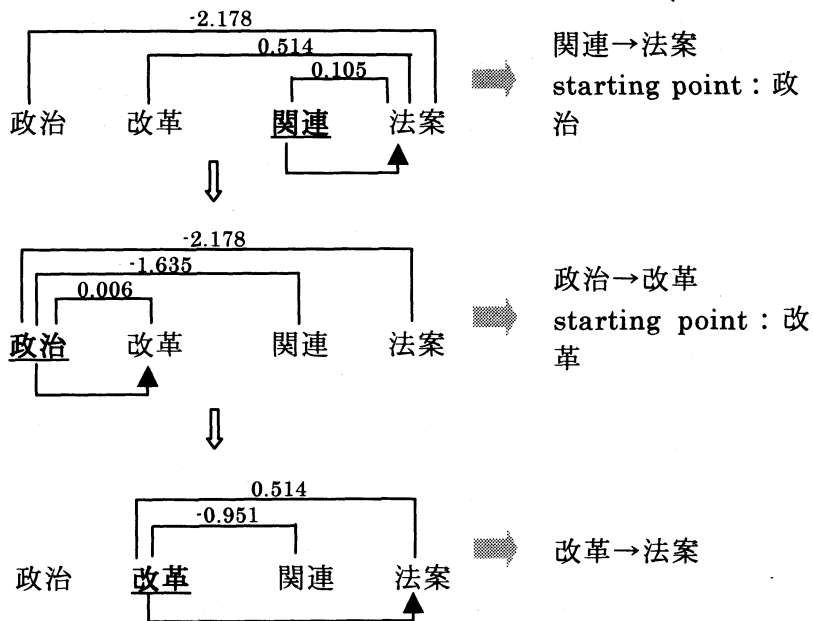 -2.178
0.514
0.105
政治 改革 関連 法案
関連→法案
starting point：政
治
-2.178
-1.635
0.006
政治 改革 関連 法案
政治→改革
starting point：改
革
0.514
-0.951
政治 改革 関連 法案
改革→法案